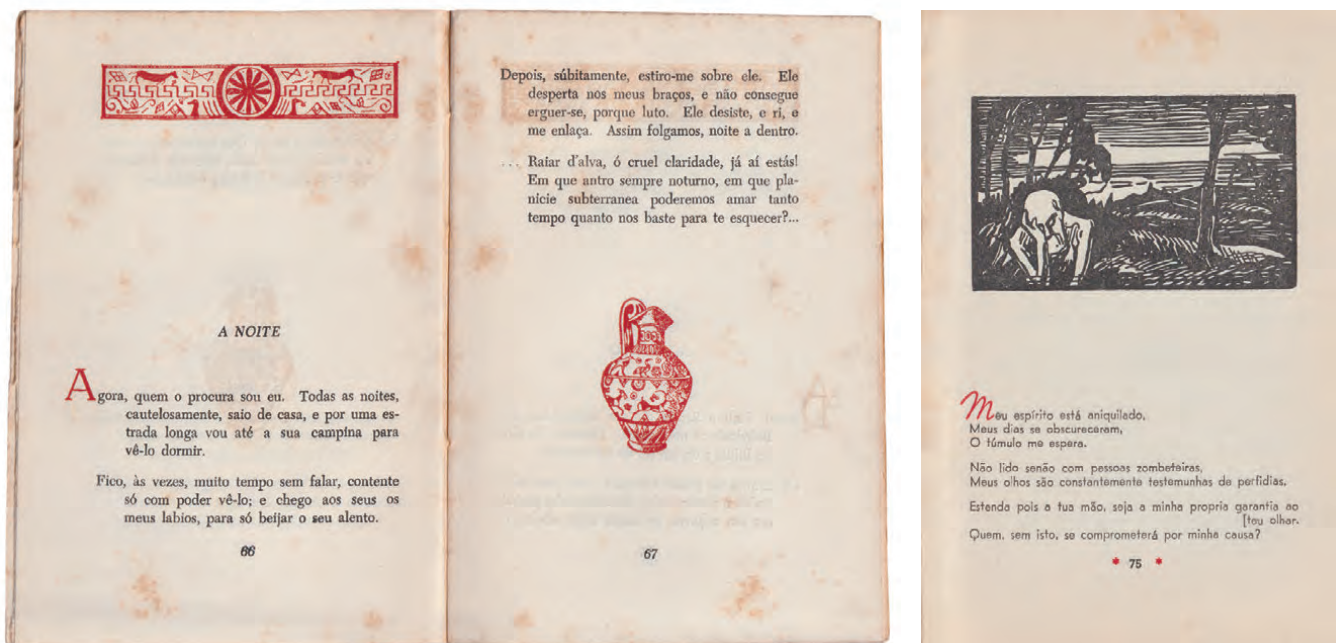 A NOITE
Agora, quem o procura sou eu. Todas as noites,
cautelosamente, saio de casa, e por uma es-
trada longa vou até a sua campina para
vê-lo dormir.
Fico, às vezes, muito tempo sem falar, contente
só com poder vê-lo; e chego aos seus os
meus labios, para só beijar o seu alento.
66
Depois, súbitamente, estiro-me sobre ele. Ele
desperta nos meus braços, e não consegue
erguer-se, porque luto. Ele desiste, e ri, e
me enlaça. Assim folgamos, noite a dentro.
... Raiar d'alva, ó cruel claridade, já aí estás!
Em que antro sempre noturno, em que pla-
nicie subterranea poderemos amar tanto
tempo quanto nos baste para te esquecer?...
67
Meu espírito está aniquilado,
Meus dias se obscureceram,
O túmulo me espera.
Não lido senão com pessoas zombeteiras,
Meus olhos são constantemente testemunhas de perfidias.
Estenda pois a tua mão, seja a minha propria garantia ao
[teu olhar.
Quem, sem isto, se comprometerá por minha causa?
* 75 *